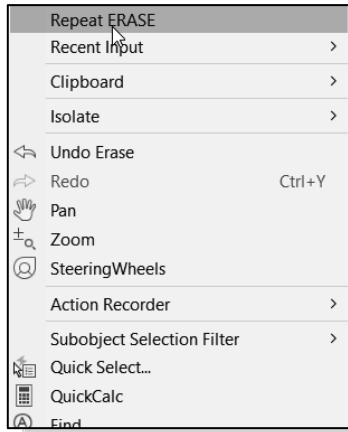 Repeat ERASE
Recent Input
Clipboard
Isolate
Undo Erase
Redo Ctrl+Y
Pan
Zoom
SteeringWheels
Action Recorder
Subobject Selection Filter
Quick Select...
QuickCalc
Find